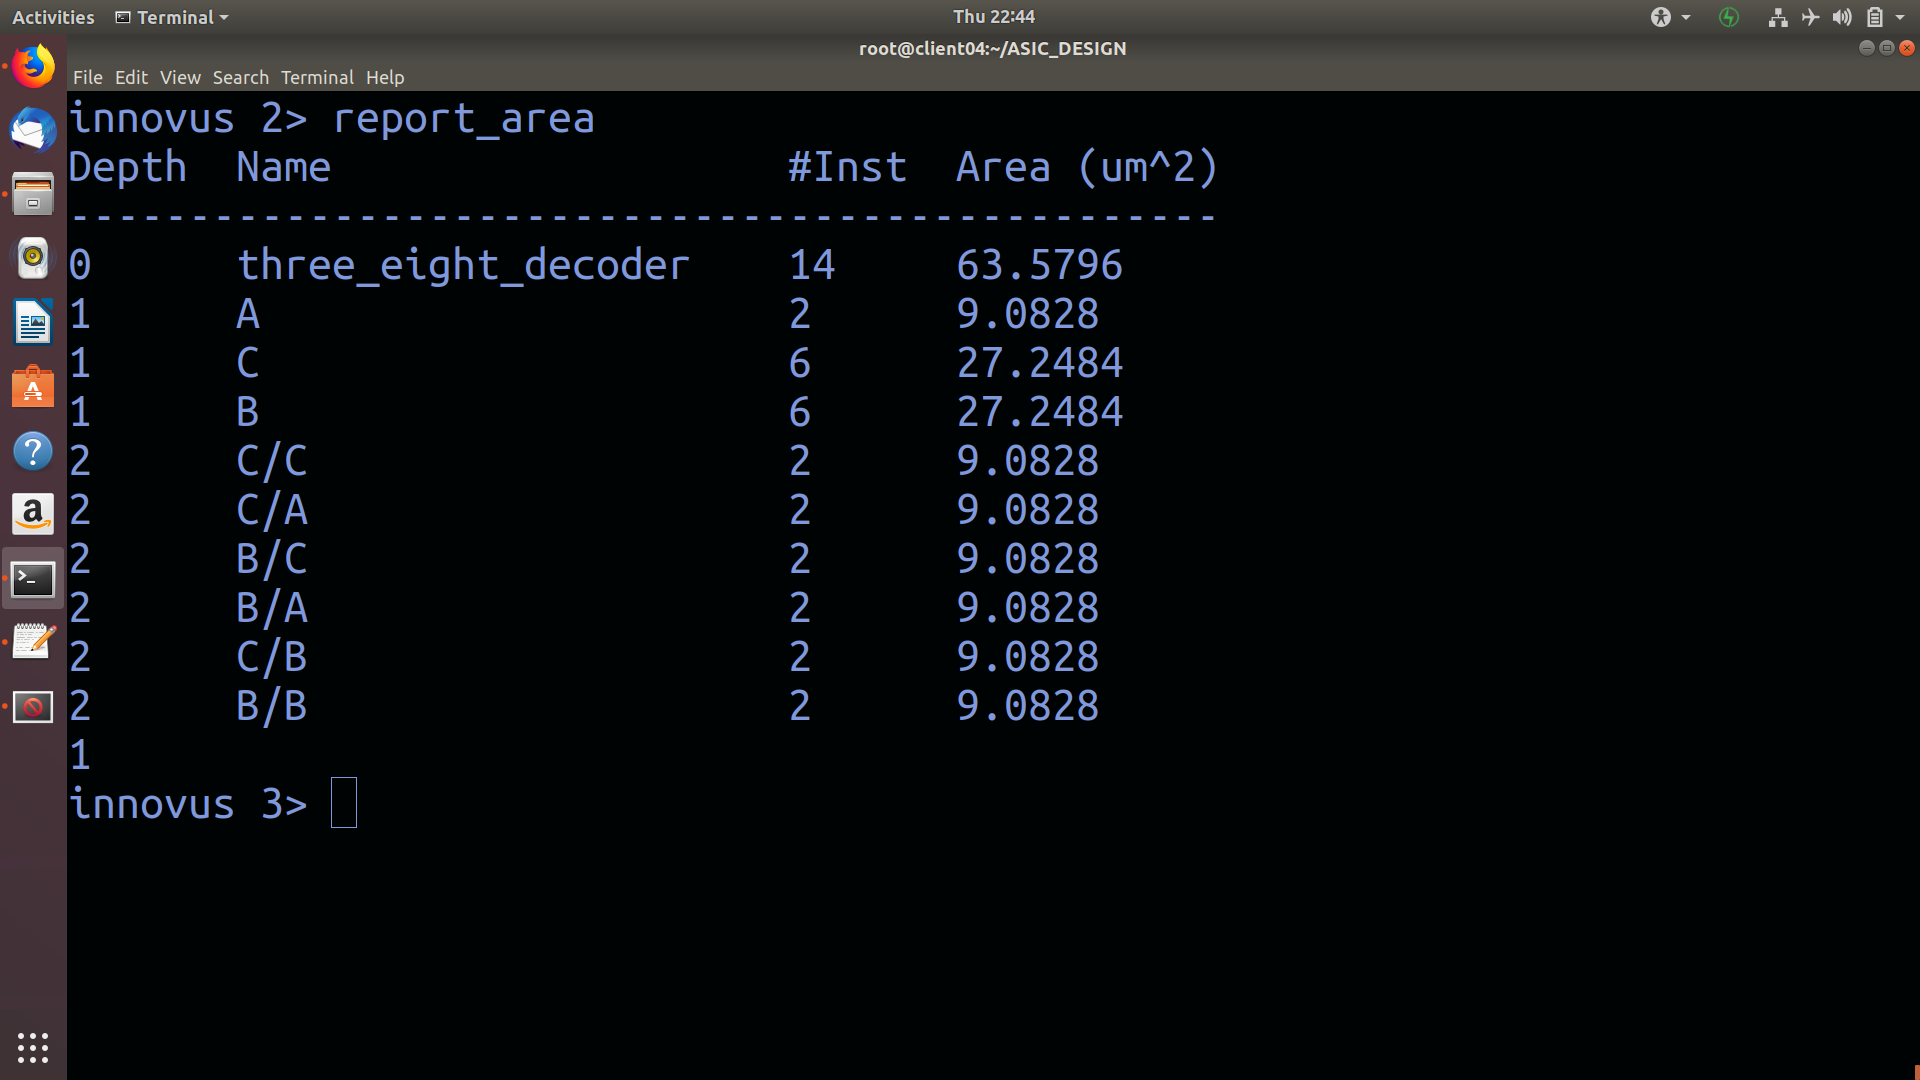 Activities Terminal Thu 22:44
root@client04:~/ASIC_DESIGN
File Edit View Search Terminal Help
innovus 2> report_area
Depth Name #Inst Area (um^2)
------------------------------------------------
0 three_eight_decoder 14 63.5796
1 A 2 9.0828
1 C 6 27.2484
1 B 6 27.2484
2 C/C 2 9.0828
2 C/A 2 9.0828
2 B/C 2 9.0828
2 B/A 2 9.0828
2 C/B 2 9.0828
2 B/B 2 9.0828
1
innovus 3>